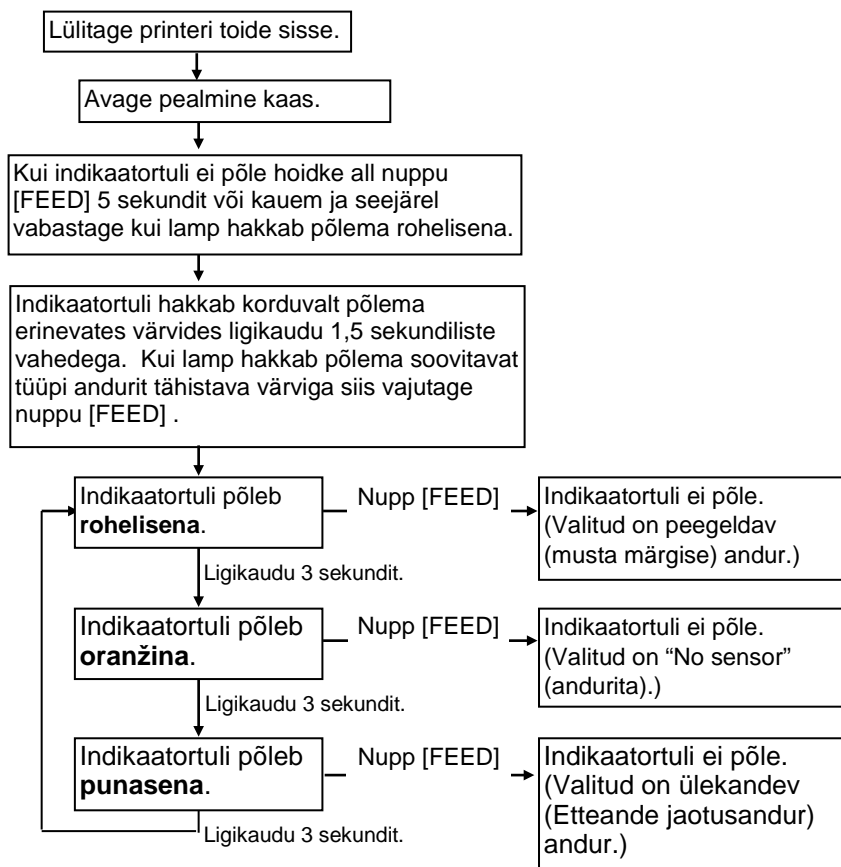 Lülitage printeri toide sisse.
Avage pealmine kaas.
Kui indikaatortuli ei põle hoidke all nuppu
[FEED] 5 sekundit või kauem ja seejärel
vabastage kui lamp hakkab põlema rohelisena.
Indikaatortuli hakkab korduvalt põlema
erinevates värvides ligikaudu 1,5 sekundiliste
vahedega.  Kui lamp hakkab põlema soovitavat
tüüpi andurit tähistava värviga siis vajutage
nuppu [FEED] .
Indikaatortuli põleb
rohelisena.
Nupp [FEED]
Indikaatortuli ei põle.
(Valitud on peegeldav
(musta märgise) andur.)
Ligikaudu 3 sekundit.
Indikaatortuli põleb
oranžina.
Nupp [FEED]
Indikaatortuli ei põle.
(Valitud on “No sensor”
(andurita).)
Ligikaudu 3 sekundit.
Indikaatortuli põleb
punasena.
Nupp [FEED]
Indikaatortuli ei põle.
(Valitud on ülekandev
(Etteande jaotusandur)
andur.)
Ligikaudu 3 sekundit.